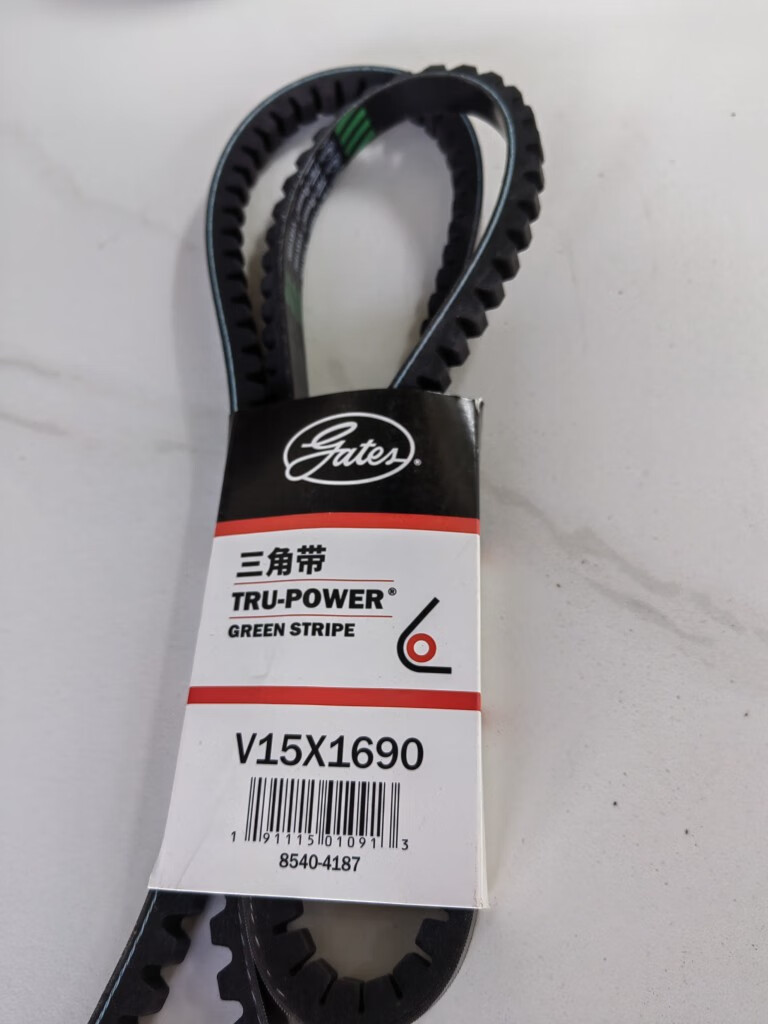 Gates®
三角带
TRU-POWER®
GREEN STRIPE
V15X1690
1 91115 01091 3
8540-4187